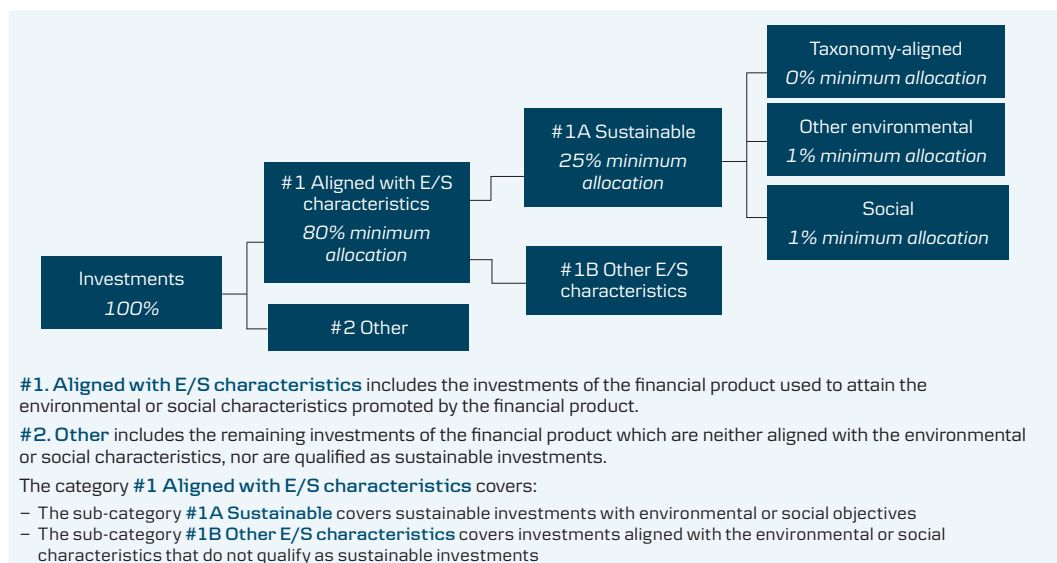 Investments
100%
#1 Aligned with E/S
characteristics
80% minimum
allocation
#2 Other
#1A Sustainable
25% minimum
allocation
#1B Other E/S
characteristics
Taxonomy-aligned
0% minimum allocation
Other environmental
1% minimum allocation
Social
1% minimum allocation
#1. Aligned with E/S characteristics includes the investments of the financial product used to attain the
environmental or social characteristics promoted by the financial product.
#2. Other includes the remaining investments of the financial product which are neither aligned with the environmental
or social characteristics, nor are qualified as sustainable investments.
The category #1 Aligned with E/S characteristics covers:
– The sub-category #1A Sustainable covers sustainable investments with environmental or social objectives
– The sub-category #1B Other E/S characteristics covers investments aligned with the environmental or social
characteristics that do not qualify as sustainable investments